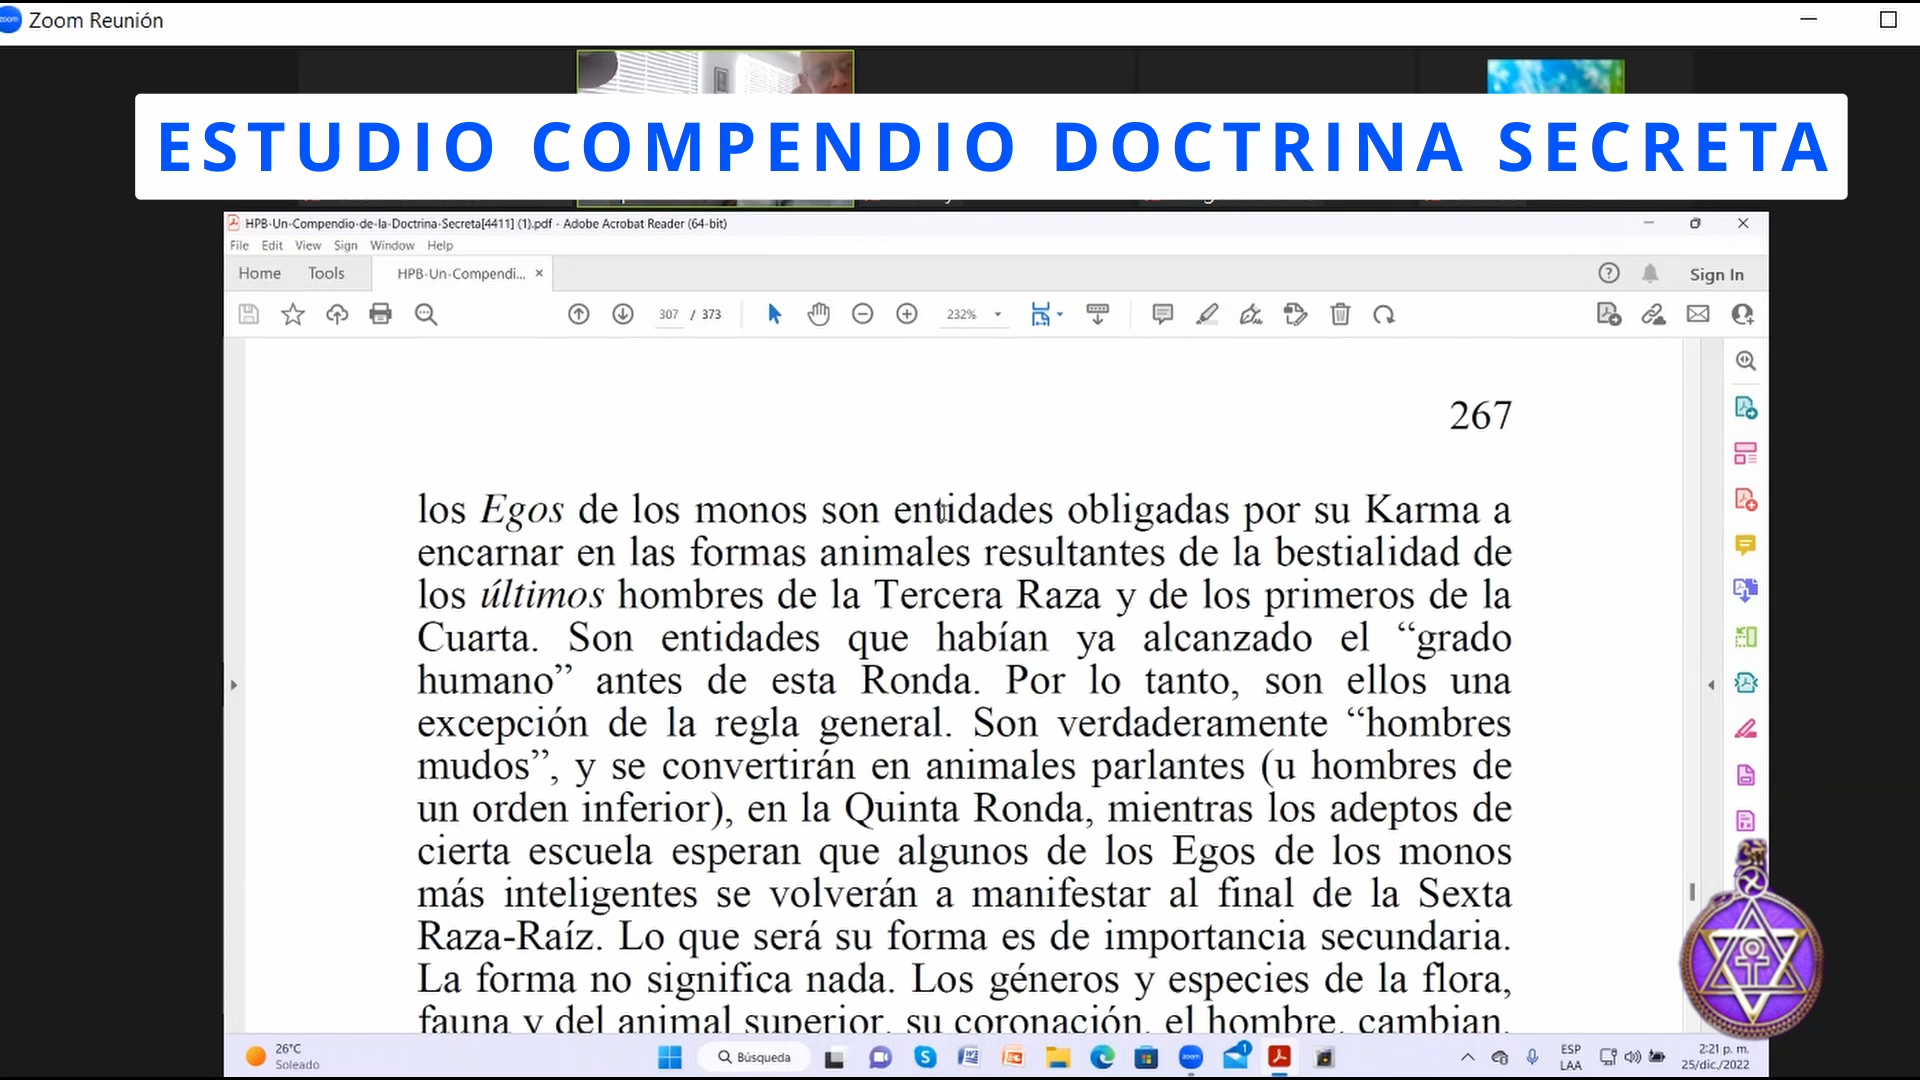 Zoom Reunión
ESTUDIO COMPENDIO DOCTRINA SECRETA
HPB-Un-Compendio-de-la-Doctrina-Secreta[4411] (1).pdf - Adobe Acrobat Reader (64-bit)
File Edit View Sign Window Help
Home Tools HPB-Un-Compendi... Sign In
307 / 373 232%
267
los Egos de los monos son entidades obligadas por su Karma a
encarnar en las formas animales resultantes de la bestialidad de
los últimos hombres de la Tercera Raza y de los primeros de la
Cuarta. Son entidades que habían ya alcanzado el “grado
humano” antes de esta Ronda. Por lo tanto, son ellos una
excepción de la regla general. Son verdaderamente “hombres
mudos”, y se convertirán en animales parlantes (u hombres de
un orden inferior), en la Quinta Ronda, mientras los adeptos de
cierta escuela esperan que algunos de los Egos de los monos
más inteligentes se volverán a manifestar al final de la Sexta
Raza-Raíz. Lo que será su forma es de importancia secundaria.
La forma no significa nada. Los géneros y especies de la flora,
fauna y del animal superior, su coronación, el hombre, cambian,
26°C
Soleado
Búsqueda
ESP
LAA
2:21 p. m.
25/dic./2022